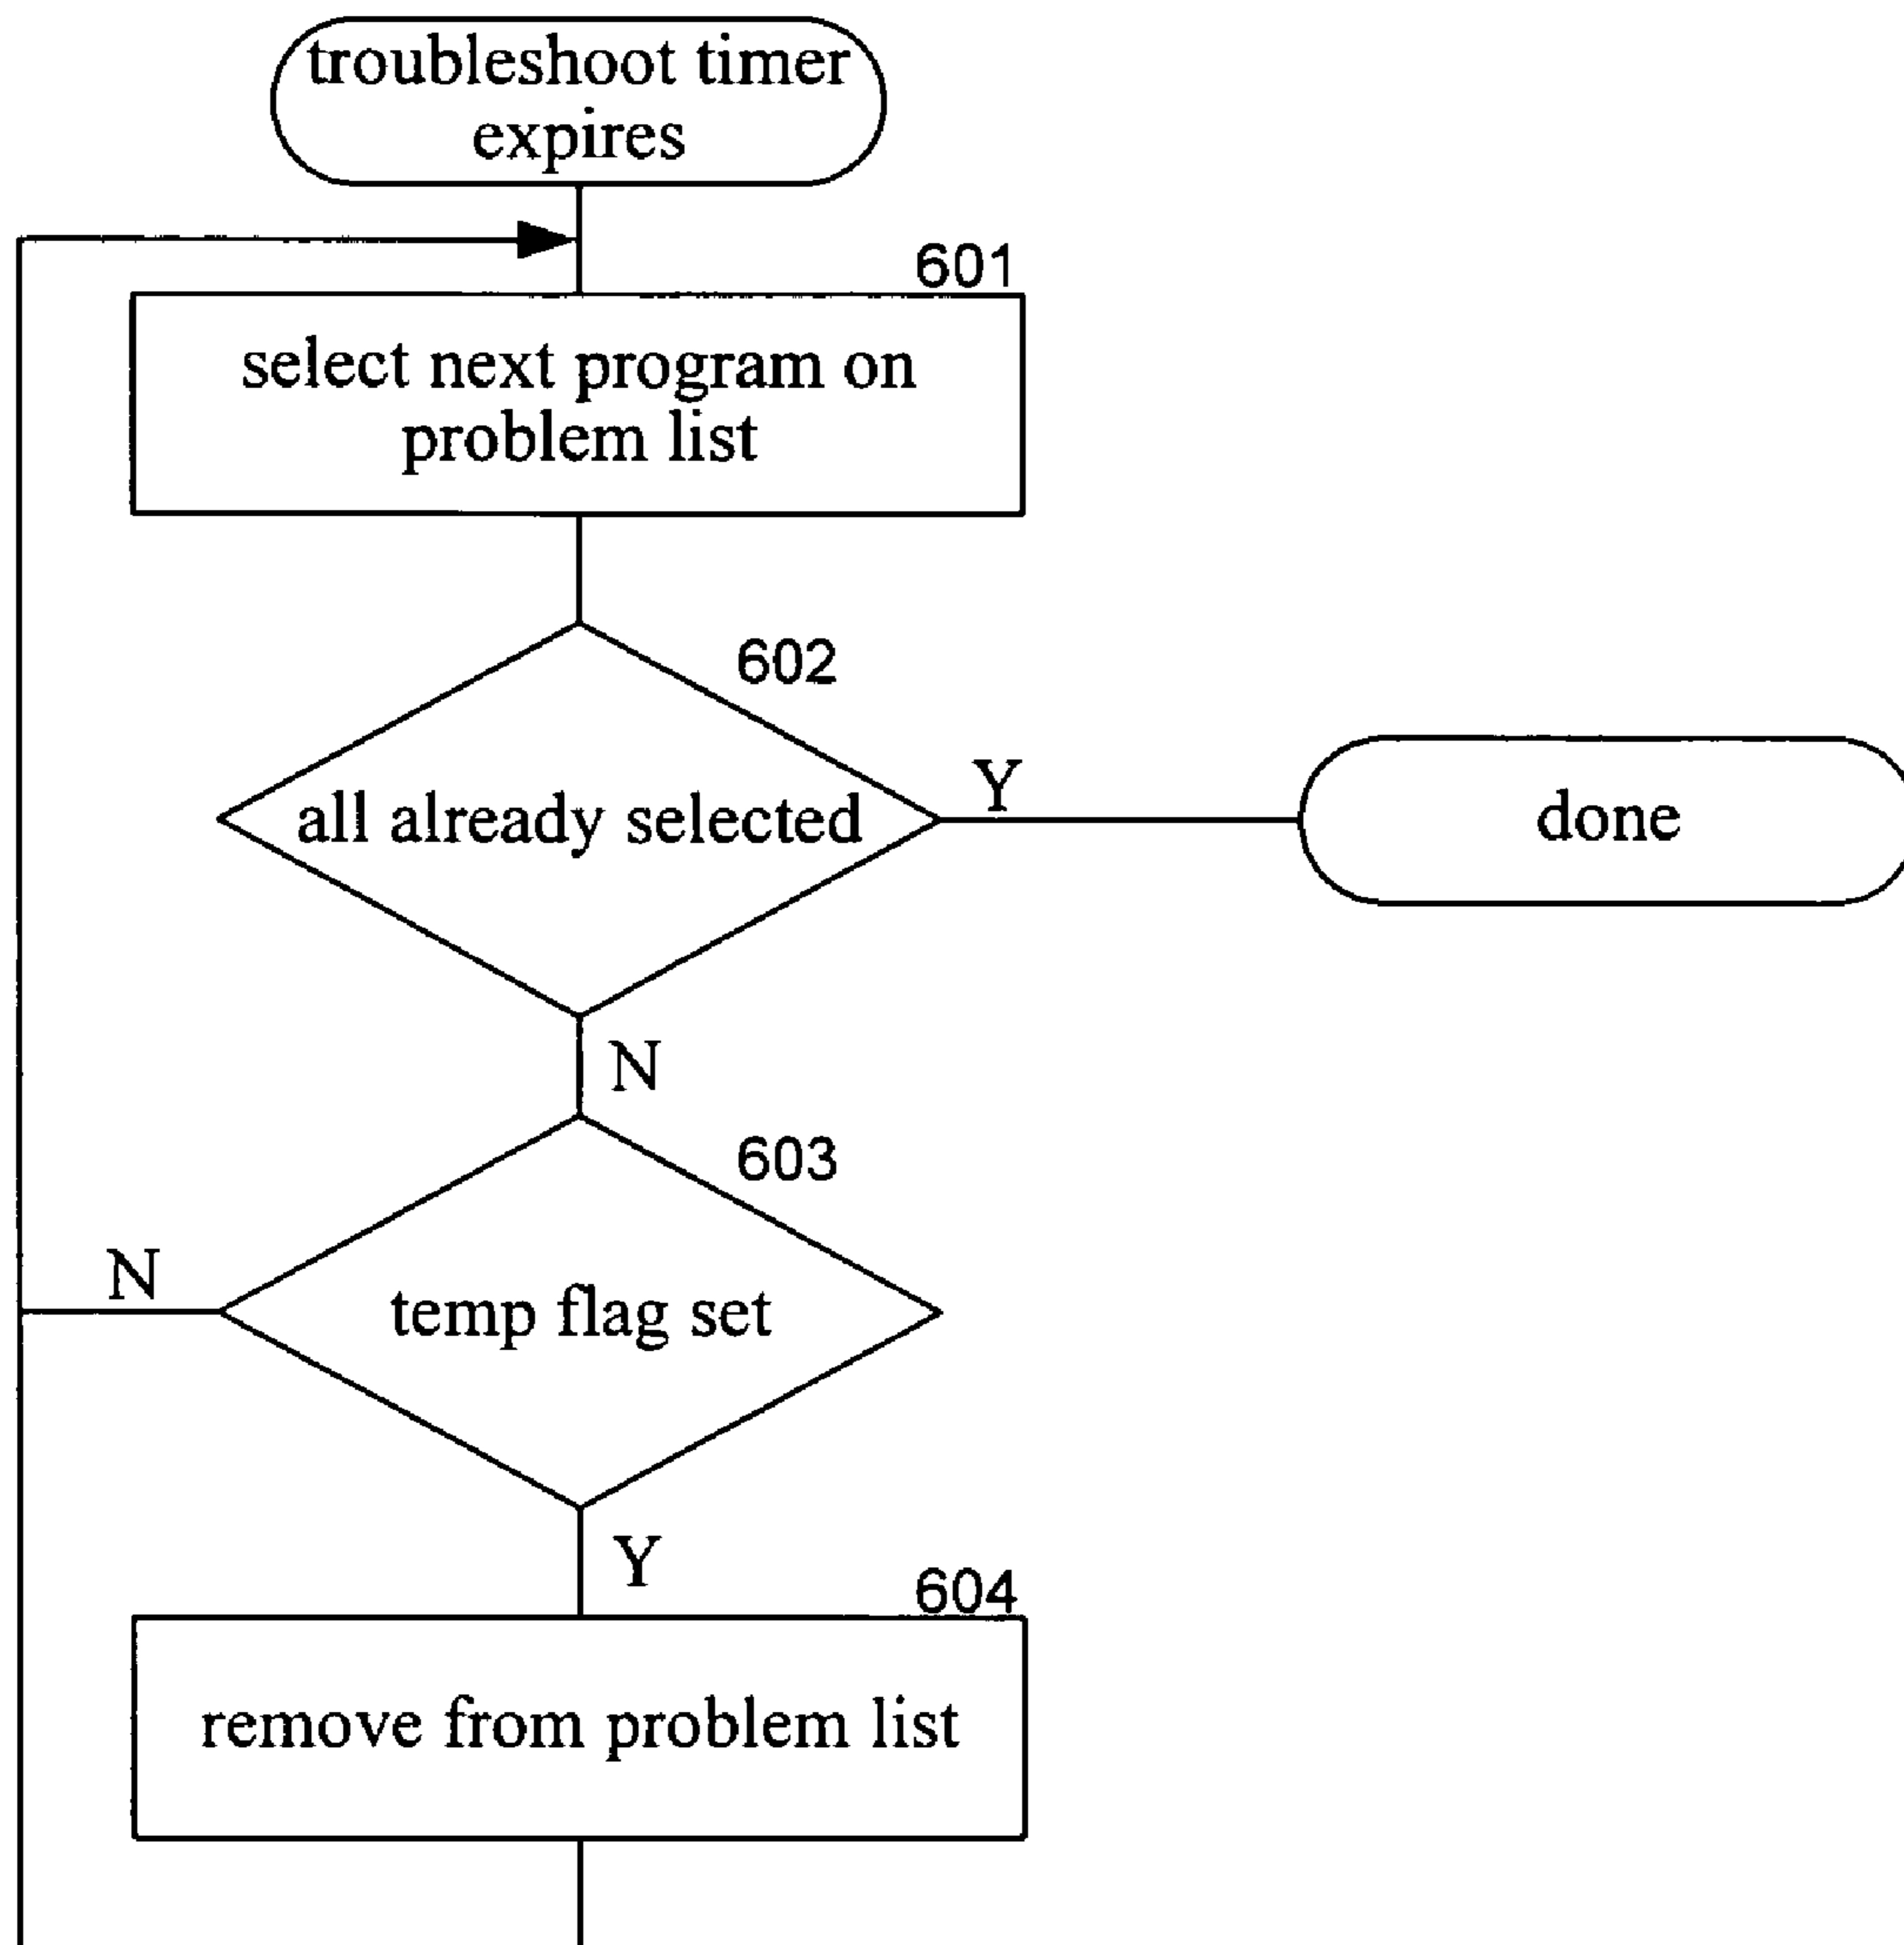 troubleshoot timer
expires
601
select next program on
problem list
602
all already selected
Y
done
N
603
N
temp flag set
Y
604
remove from problem list